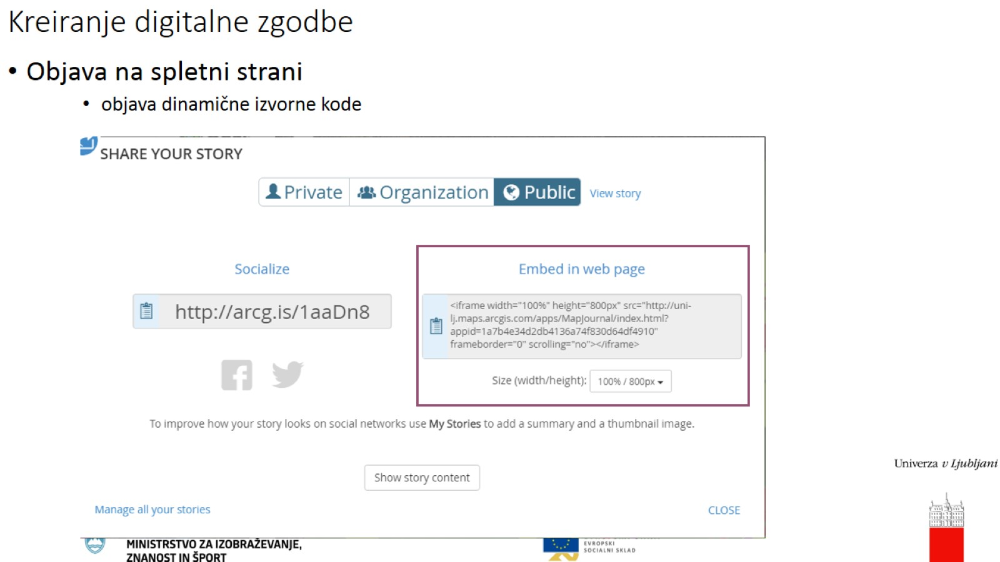 Kreiranje digitalne zgodbe
• Objava na spletni strani
• objava dinamične izvorne kode
SHARE YOUR STORY
Private
Organization
Public
View story
Socialize
http://arcg.is/1aaDn8
Embed in web page
<iframe width="100%" height="800px" src="http://uni-
lj.maps.arcgis.com/apps/MapJournal/index.html?
appid=1a7b4e34d2db4136a74f830d64df4910"
frameborder="0" scrolling="no"></iframe>
Size (width/height): 100% / 800px
To improve how your story looks on social networks use My Stories to add a summary and a thumbnail image.
Show story content
Manage all your stories
CLOSE
Univerza v Ljubljani
MINISTRSTVO ZA IZOBRAŽEVANJE,
ZNANOST IN ŠPORT
EVROPSKI
SOCIALNI SKLAD